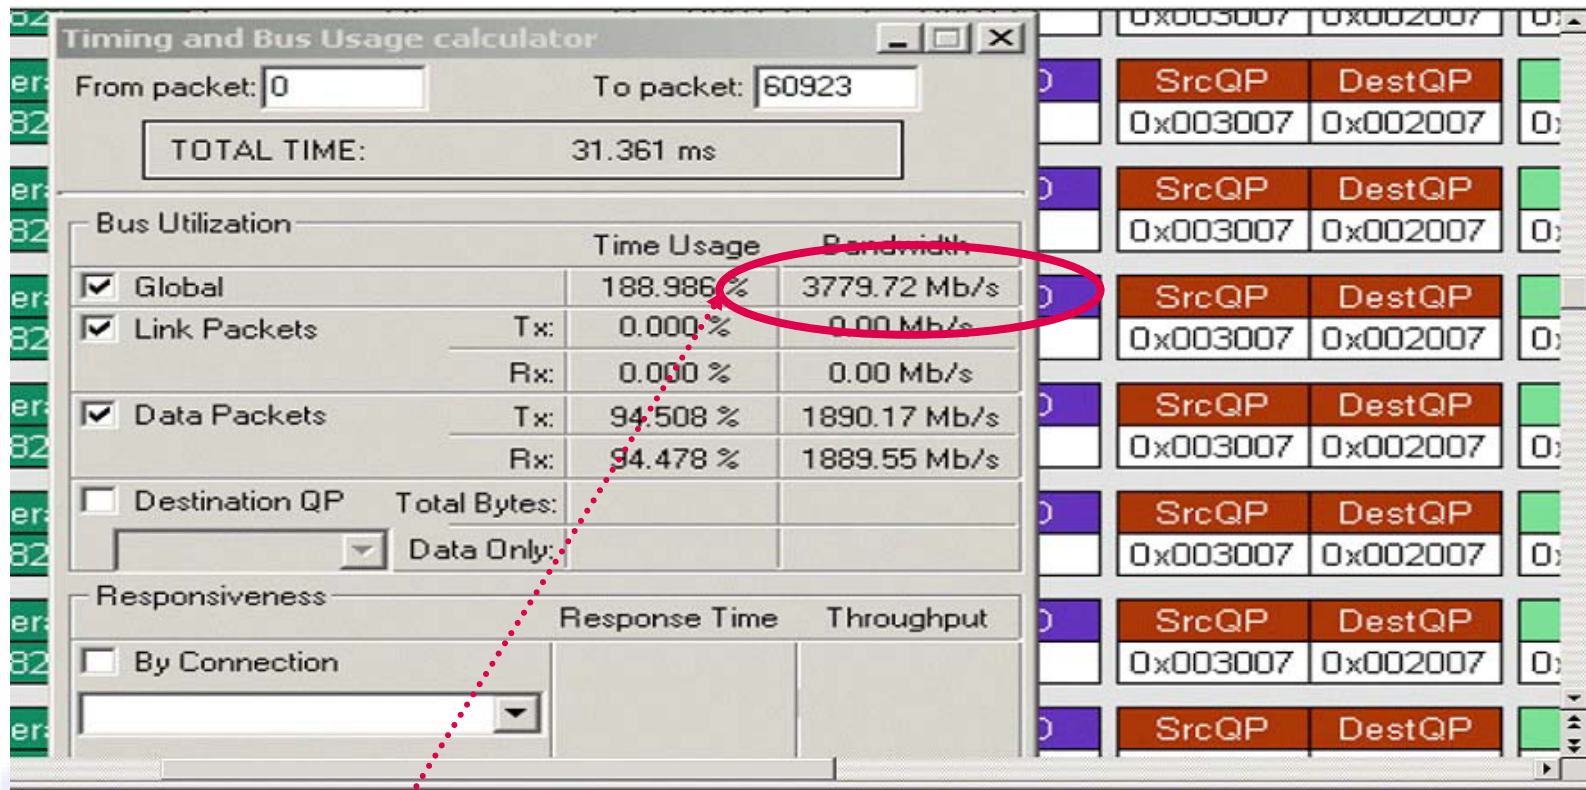 0x003007 0x002007
Timing and Bus Usage calculator
From packet: 0 To packet: 60923
SrcQP DestQP
0x003007 0x002007
TOTAL TIME: 31.361 ms
SrcQP DestQP
Bus Utilization
0x003007 0x002007
Time Usage Bandwidth
Global 188.986 % 3779.72 Mb/s
SrcQP DestQP
Link Packets Tx: 0.000 % 0.00 Mb/s
0x003007 0x002007
Rx: 0.000 % 0.00 Mb/s
SrcQP DestQP
Data Packets Tx: 94.508 % 1890.17 Mb/s
0x003007 0x002007
Rx: 94.478 % 1889.55 Mb/s
Destination QP Total Bytes:
SrcQP DestQP
Data Only:
0x003007 0x002007
Responsiveness
Response Time Throughput
SrcQP DestQP
By Connection
0x003007 0x002007
SrcQP DestQP